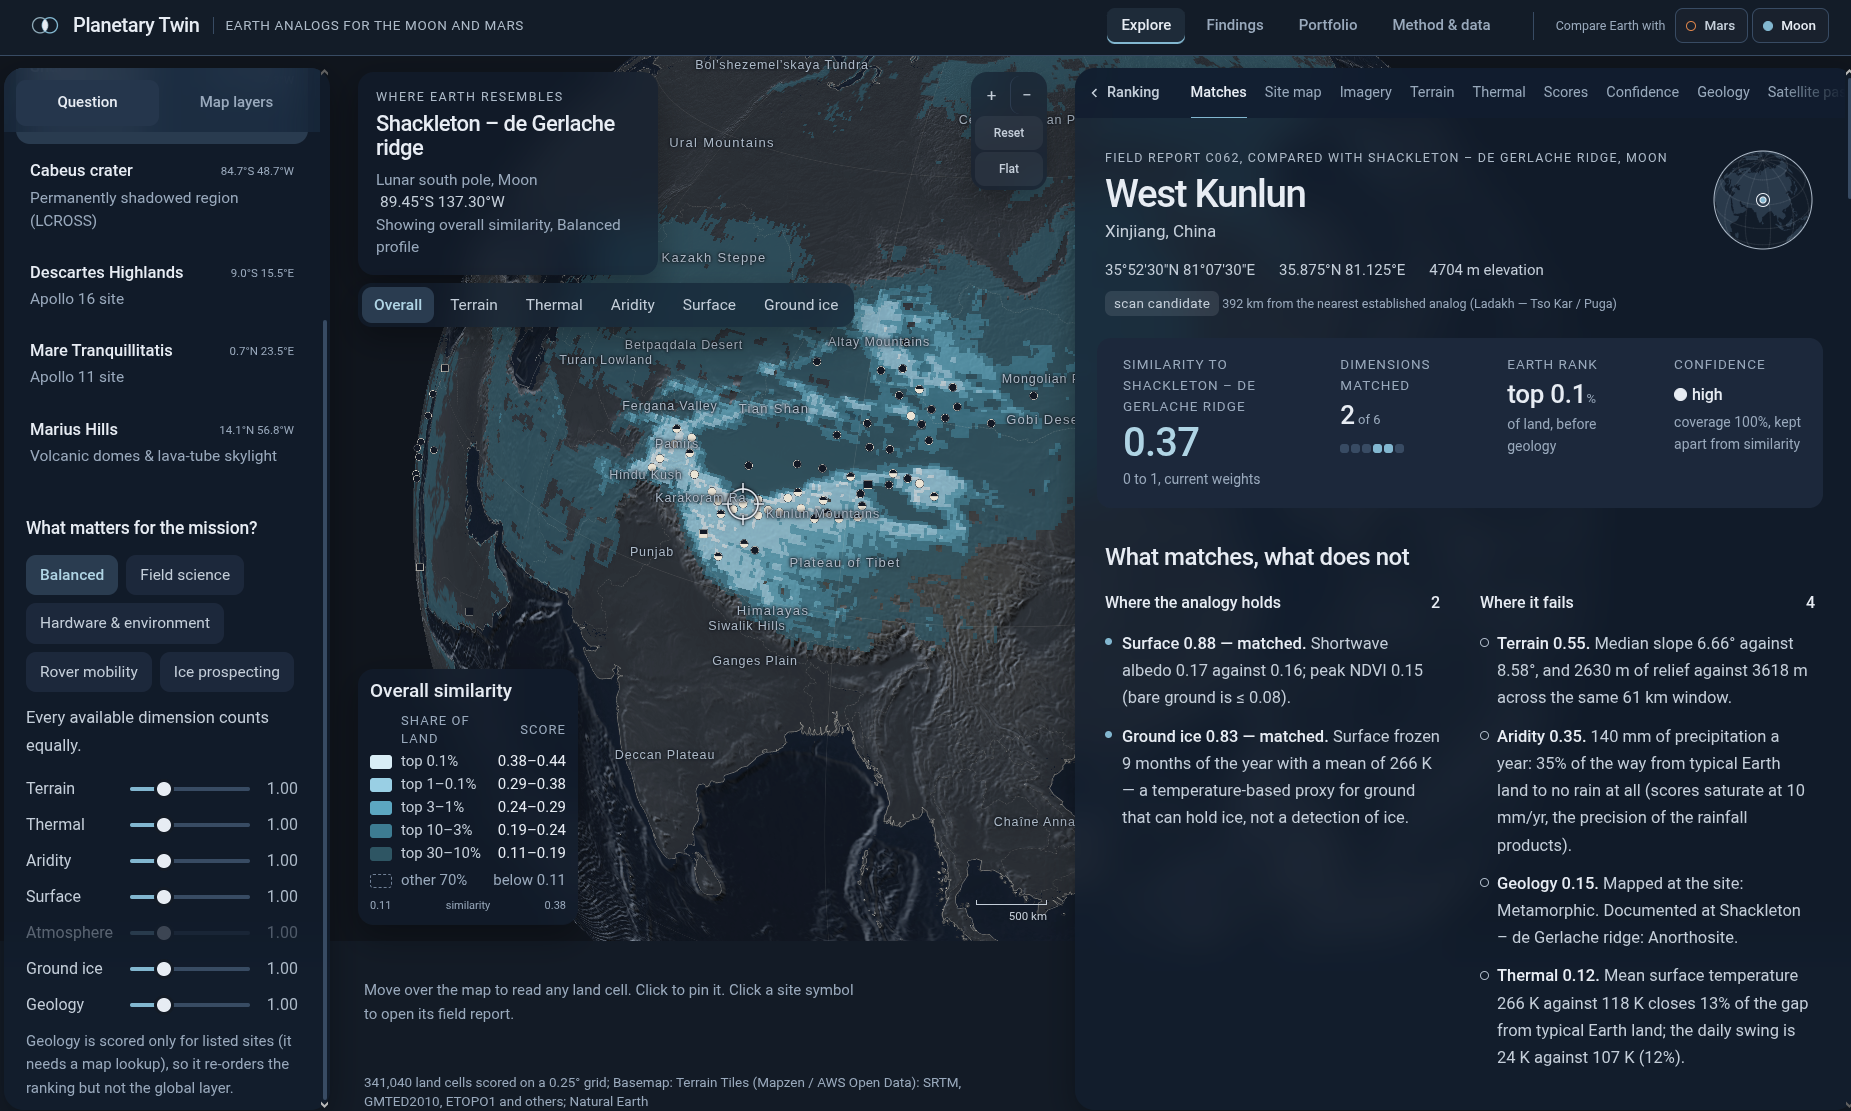 Planetary Twin
EARTH ANALOGS FOR THE MOON AND MARS
Explore
Findings
Portfolio
Method & data
Compare Earth with
Mars
Moon
Question
Map layers
Cabeus crater
84.7°S 48.7°W
Permanently shadowed region
(LCROSS)
Descartes Highlands
9.0°S 15.5°E
Apollo 16 site
Mare Tranquillitatis
0.7°N 23.5°E
Apollo 11 site
Marius Hills
14.1°N 56.8°W
Volcanic domes & lava-tube skylight
What matters for the mission?
Balanced
Field science
Hardware & environment
Rover mobility
Ice prospecting
Every available dimension counts
equally.
Terrain 1.00
Thermal 1.00
Aridity 1.00
Surface 1.00
Atmosphere 1.00
Ground ice 1.00
Geology 1.00
Geology is scored only for listed sites (it
needs a map lookup), so it re-orders the
ranking but not the global layer.
WHERE EARTH RESEMBLES
Shackleton – de Gerlache
ridge
Lunar south pole, Moon
89.45°S 137.30°W
Showing overall similarity, Balanced
profile
+
−
Reset
Flat
Overall
Terrain
Thermal
Aridity
Surface
Ground ice
Bol'shezemel'skaya Tundra
Ural Mountains
Kazakh Steppe
Betpaqdala Desert
Turan Lowland
Altay Mountains
Mongolian
Fergana Valley
Tian Shan
Gobi Dese
Pamirs
Hindu Kush
Karakoram Ra
Kunlun Mountains
Punjab
Plateau of Tibet
Himalayas
Siwalik Hills
Ganges Plain
Deccan Plateau
Chaîne Anna
500 km
Overall similarity
SHARE OF
LAND
SCORE
top 0.1% 0.38–0.44
top 1–0.1% 0.29–0.38
top 3–1% 0.24–0.29
top 10–3% 0.19–0.24
top 30–10% 0.11–0.19
other 70% below 0.11
0.11 similarity 0.38
Move over the map to read any land cell. Click to pin it. Click a site symbol
to open its field report.
341,040 land cells scored on a 0.25° grid; Basemap: Terrain Tiles (Mapzen / AWS Open Data): SRTM,
GMTED2010, ETOPO1 and others; Natural Earth
‹ Ranking
Matches
Site map
Imagery
Terrain
Thermal
Scores
Confidence
Geology
Satellite pa
FIELD REPORT C062, COMPARED WITH SHACKLETON – DE GERLACHE RIDGE, MOON
West Kunlun
Xinjiang, China
35°52'30"N 81°07'30"E
35.875°N 81.125°E
4704 m elevation
scan candidate
392 km from the nearest established analog (Ladakh — Tso Kar / Puga)
SIMILARITY TO
SHACKLETON – DE
GERLACHE RIDGE
0.37
0 to 1, current weights
DIMENSIONS
MATCHED
2 of 6
EARTH RANK
top 0.1%
of land, before
geology
CONFIDENCE
high
coverage 100%, kept
apart from similarity
What matches, what does not
Where the analogy holds 2
Surface 0.88 — matched. Shortwave
albedo 0.17 against 0.16; peak NDVI 0.15
(bare ground is ≤ 0.08).
Ground ice 0.83 — matched. Surface frozen
9 months of the year with a mean of 266 K
— a temperature-based proxy for ground
that can hold ice, not a detection of ice.
Where it fails 4
Terrain 0.55. Median slope 6.66° against
8.58°, and 2630 m of relief against 3618 m
across the same 61 km window.
Aridity 0.35. 140 mm of precipitation a
year: 35% of the way from typical Earth
land to no rain at all (scores saturate at 10
mm/yr, the precision of the rainfall
products).
Geology 0.15. Mapped at the site:
Metamorphic. Documented at Shackleton
– de Gerlache ridge: Anorthosite.
Thermal 0.12. Mean surface temperature
266 K against 118 K closes 13% of the gap
from typical Earth land; the daily swing is
24 K against 107 K (12%).